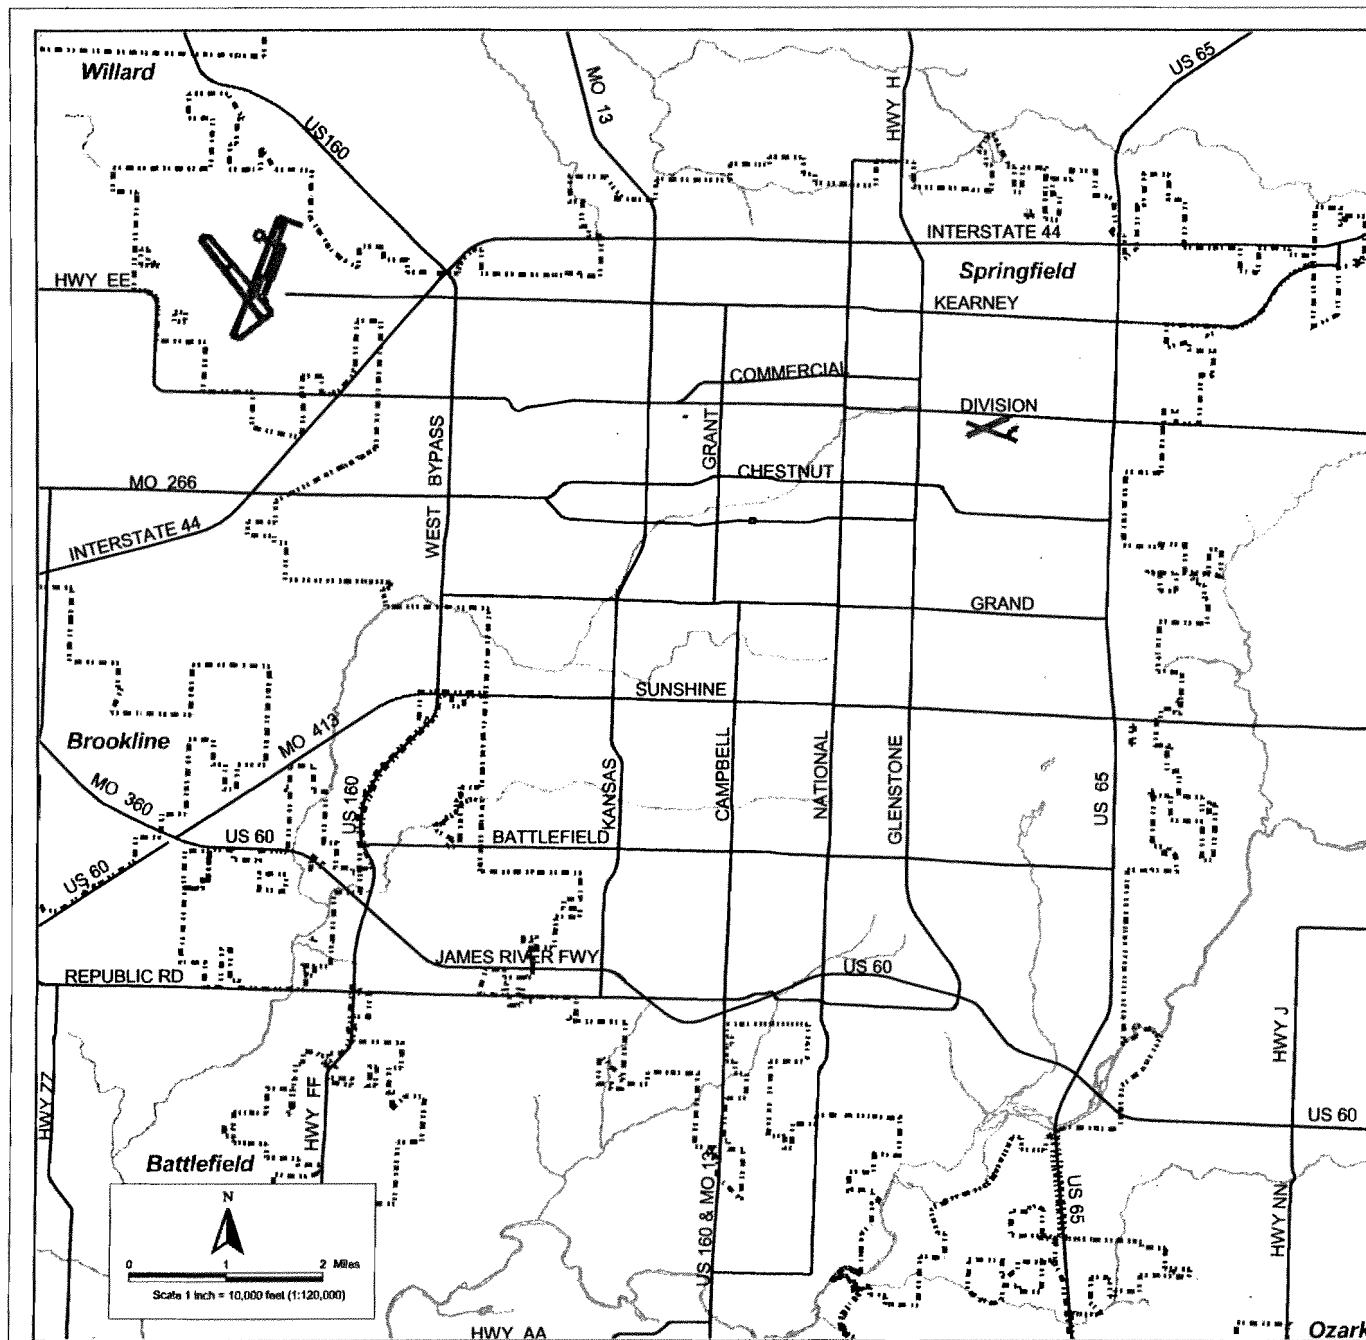 Willard
US 65
MO 13
HWY H
US160
INTERSTATE 44
Springfield
HWY EE
KEARNEY
COMMERCIAL
DIVISION
GRANT
WEST BYPASS
CHESTNUT
MO 266
INTERSTATE 44
GRAND
SUNSHINE
MO 413
Brookline
MO 360
US 160
KANSAS
CAMPBELL
NATIONAL
GLENSTONE
US 65
US 60
BATTLEFIELD
US 60
JAMES RIVER FWY
US 60
REPUBLIC RD
HWY J
HWY ZZ
HWY FF
US 60
Battlefield
US 160 & MO 13
US 65
HWY NN
N
0 1 2 Miles
Scale 1 inch = 10,000 feet (1:120,000)
HWY AA
Ozark